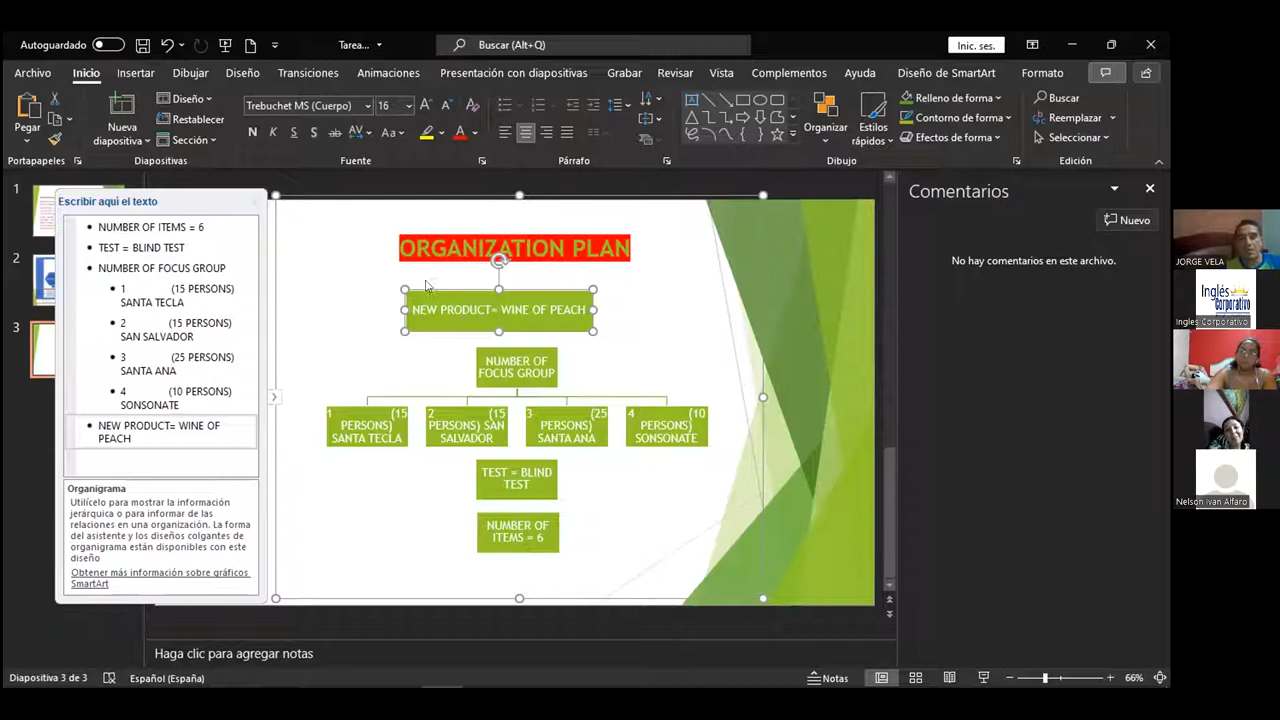 Autoguardado
Tarea...
Buscar (Alt+Q)
Inic. ses.
Archivo
Inicio
Insertar
Dibujar
Diseño
Transiciones
Animaciones
Presentación con diapositivas
Grabar
Revisar
Vista
Complementos
Ayuda
Diseño de SmartArt
Formato
Pegar
Nueva
diapositiva
Diseño
Restablecer
Sección
Trebuchet MS (Cuerpo)
16
N K S S ab AV Aa A
Organizar
Estilos
rápidos
Relleno de forma
Contorno de forma
Efectos de forma
Buscar
Reemplazar
Seleccionar
Portapapeles
Diapositivas
Fuente
Párrafo
Dibujo
Edición
1
2
3
Escribir aquí el texto
• NUMBER OF ITEMS = 6
• TEST = BLIND TEST
• NUMBER OF FOCUS GROUP
• 1 (15 PERSONS)
SANTA TECLA
• 2 (15 PERSONS)
SAN SALVADOR
• 3 (25 PERSONS)
SANTA ANA
• 4 (10 PERSONS)
SONSONATE
• NEW PRODUCT= WINE OF
PEACH
Organigrama
Utilícelo para mostrar la información
jerárquica o para informar de las
relaciones en una organización. La forma
del asistente y los diseños colgantes de
organigrama están disponibles con este
diseño
Obtener más información sobre gráficos
SmartArt
ORGANIZATION PLAN
NEW PRODUCT= WINE OF PEACH
NUMBER OF
FOCUS GROUP
1 (15
PERSONS)
SANTA TECLA
2 (15
PERSONS) SAN
SALVADOR
3 (25
PERSONS)
SANTA ANA
4 (10
PERSONS)
SONSONATE
TEST = BLIND
TEST
NUMBER OF
ITEMS = 6
Comentarios
Nuevo
No hay comentarios en este archivo.
JORGE VELA
Inglés
Corporativo
Ingles Corporativo
Nelson Ivan Alfaro
Haga clic para agregar notas
Diapositiva 3 de 3
Español (España)
Notas
66%